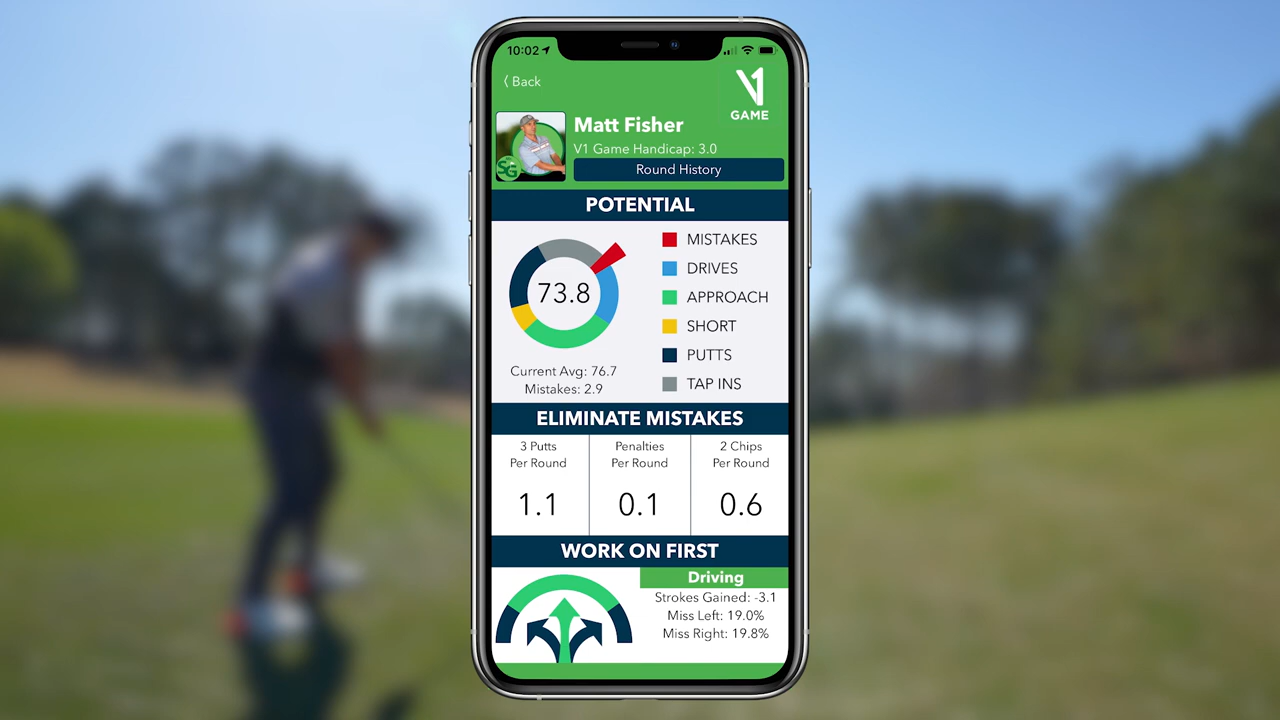 10:02
Back
V1
GAME
Matt Fisher
V1 Game Handicap: 3.0
SG
Round History
POTENTIAL
73.8
MISTAKES
DRIVES
APPROACH
SHORT
PUTTS
TAP INS
Current Avg: 76.7
Mistakes: 2.9
ELIMINATE MISTAKES
3 Putts
Per Round
1.1
Penalties
Per Round
0.1
2 Chips
Per Round
0.6
WORK ON FIRST
Driving
Strokes Gained: -3.1
Miss Left: 19.0%
Miss Right: 19.8%